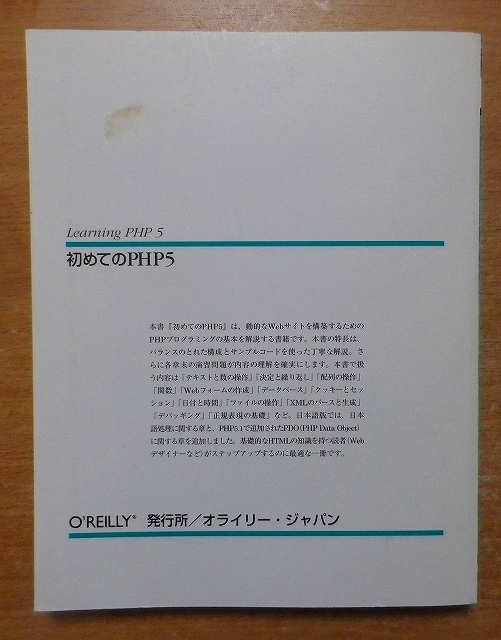 Learning PHP 5
初めてのPHP5
本書『初めてのPHP5』は、動的なWebサイトを構築するための
PHPプログラミングの基本を解説する書籍です。本書の特長は、
バランスのとれた構成とサンプルコードを使った丁寧な解説。さ
らに各章末の演習問題が内容の理解を確実にします。本書で扱
う内容は「テキストと数の操作」「決定と繰り返し」「配列の操作」
「関数」「Webフォームの作成」「データベース」「クッキーとセッ
ション」「日付と時間」「ファイルの操作」「XMLのパースと生成」
「デバッギング」「正規表現の基礎」など。日本語版では、日本
語処理に関する章と、PHP5.1で追加されたPDO(PHP Data Object)
に関する章を追加しました。基礎的なHTMLの知識を持つ読者(Web
デザイナーなど)がステップアップするのに最適な一冊です。
O'REILLY® 発行所／オライリー・ジャパン